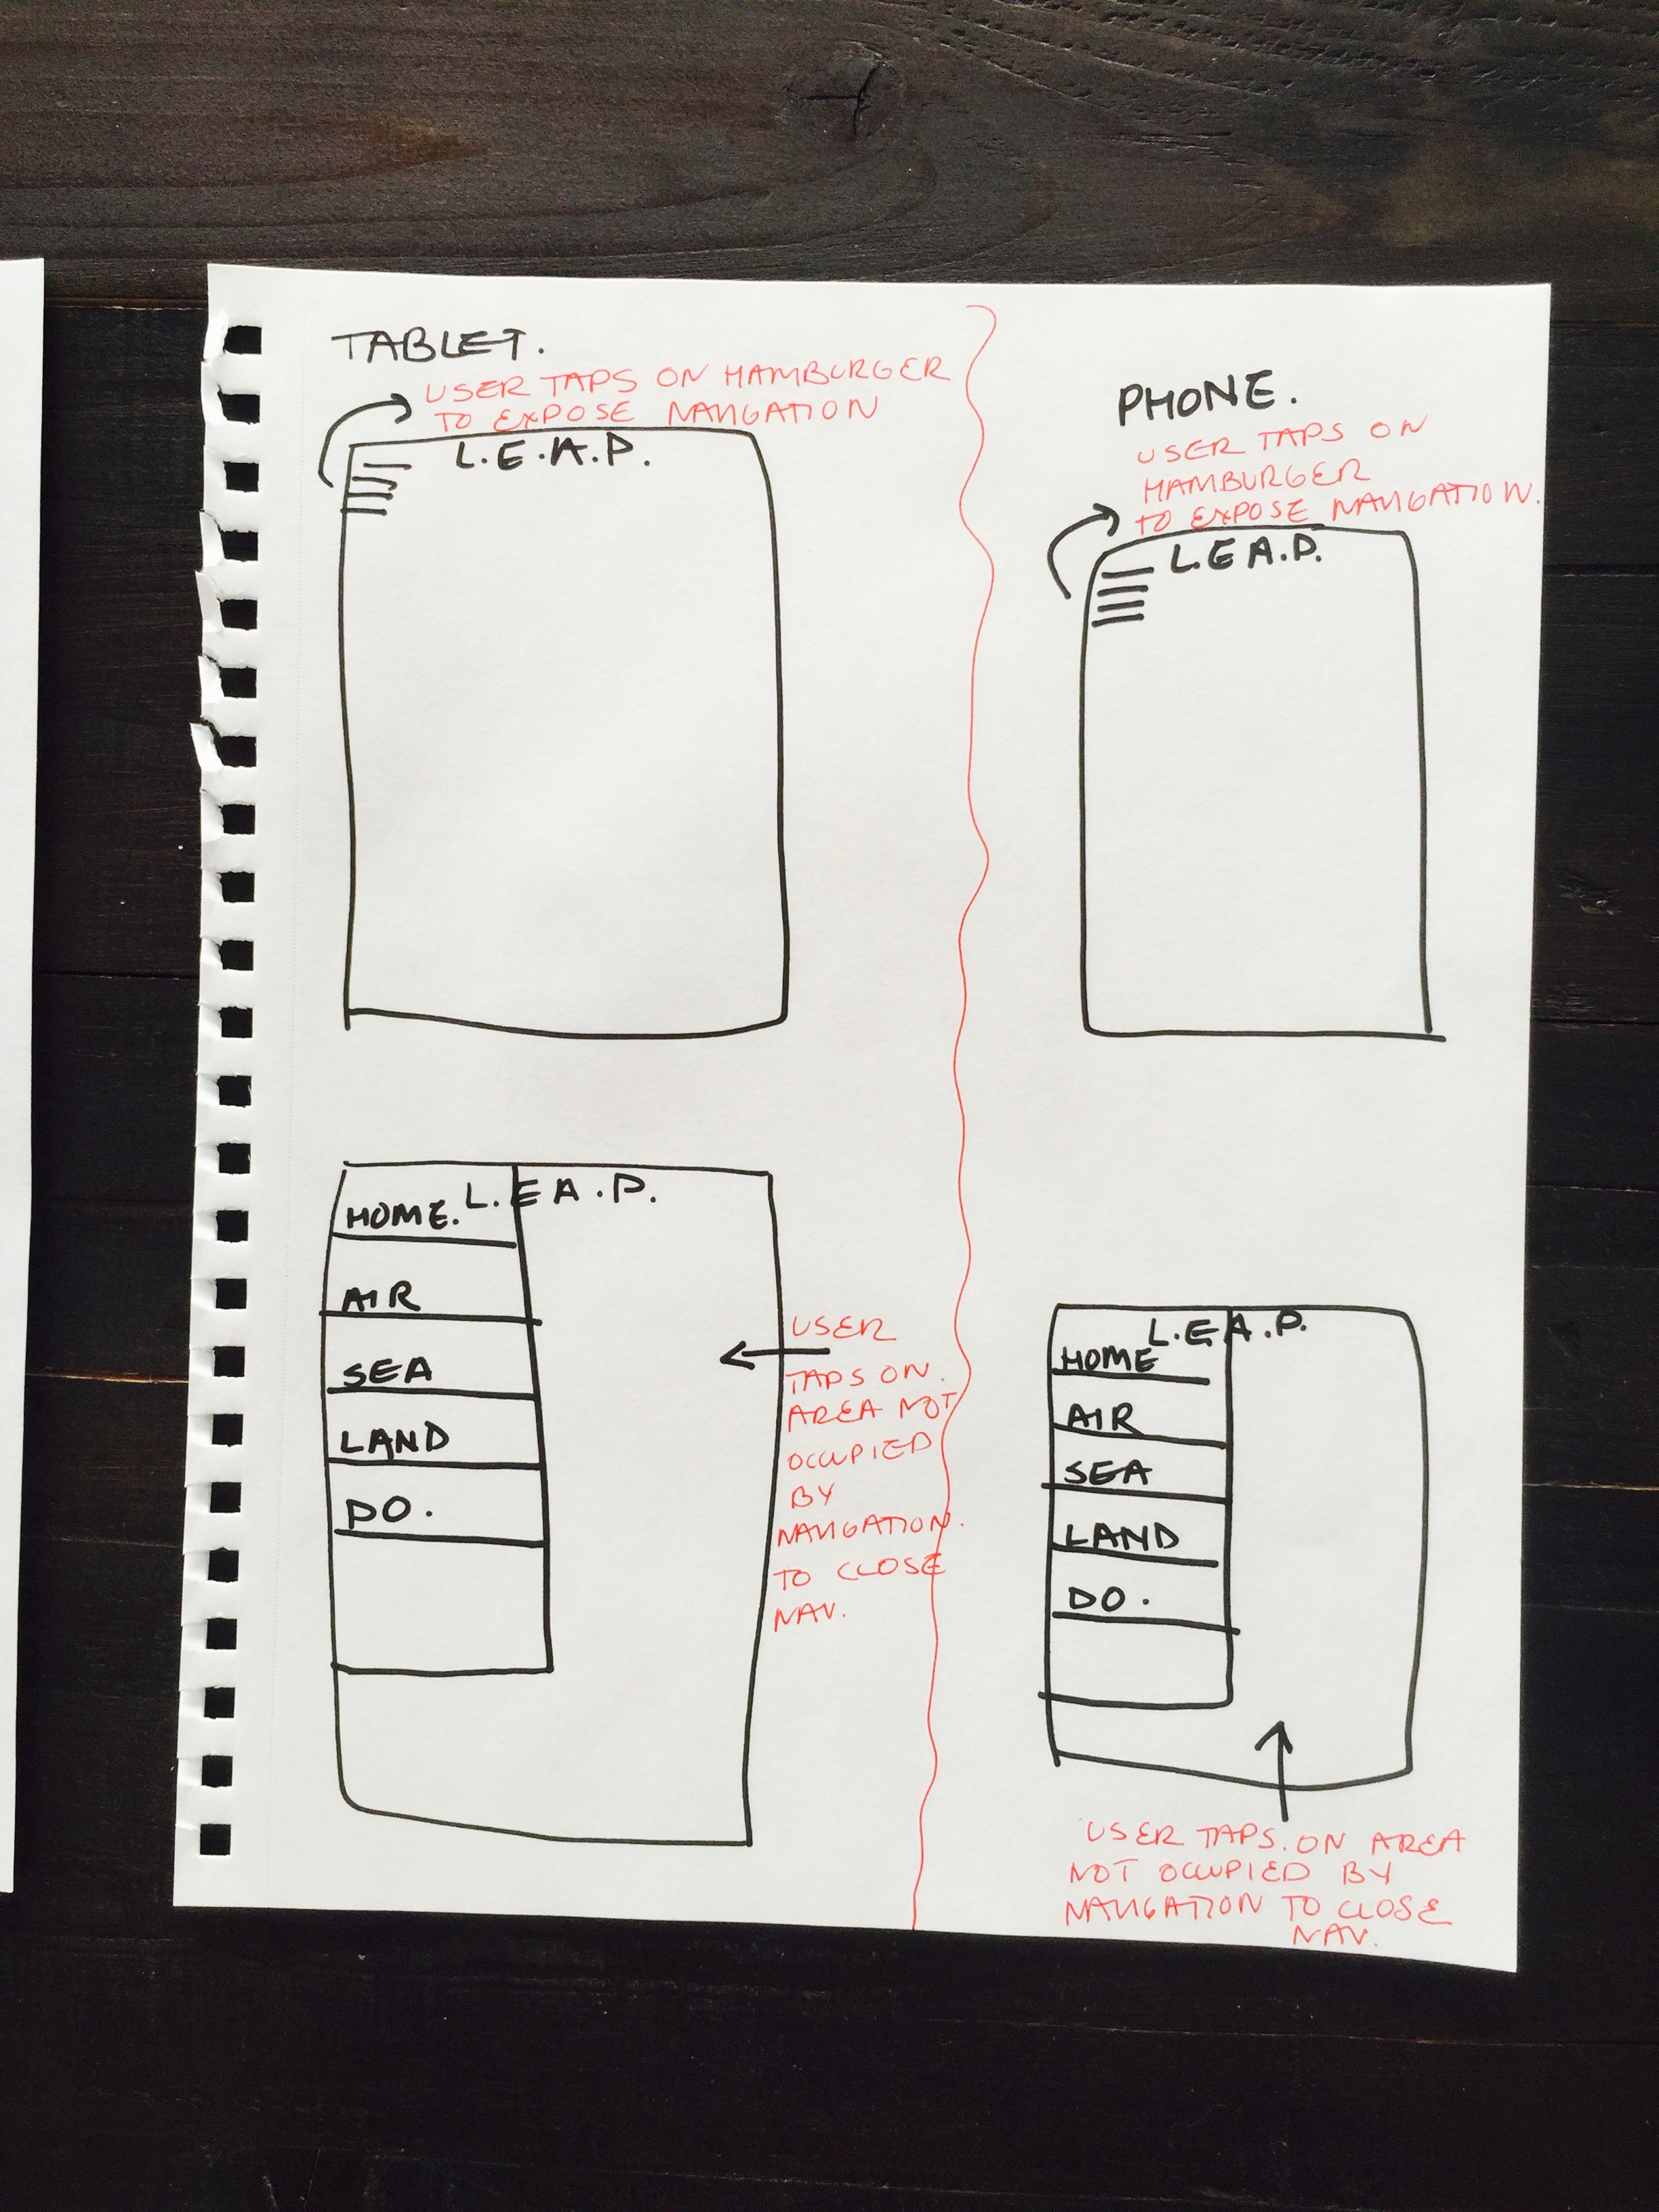 TABLET.
USER TAPS ON HAMBURGER
TO EXPOSE NAVIGATION
L.E.A.P.
HOME.
L.E A.P.
AIR
SEA
LAND
DO.
USER
TAPS ON.
AREA NOT
OCCUPIED
BY
NAVIGATION.
TO CLOSE
NAV.
PHONE.
USER TAPS ON
HAMBURGER
TO EXPOSE NAVIGATION.
L.E A.P.
L.E A.P.
HOME
AIR
SEA
LAND
DO.
USER TAPS. ON AREA
NOT OCCUPIED BY
NAVIGATION TO CLOSE
NAV.